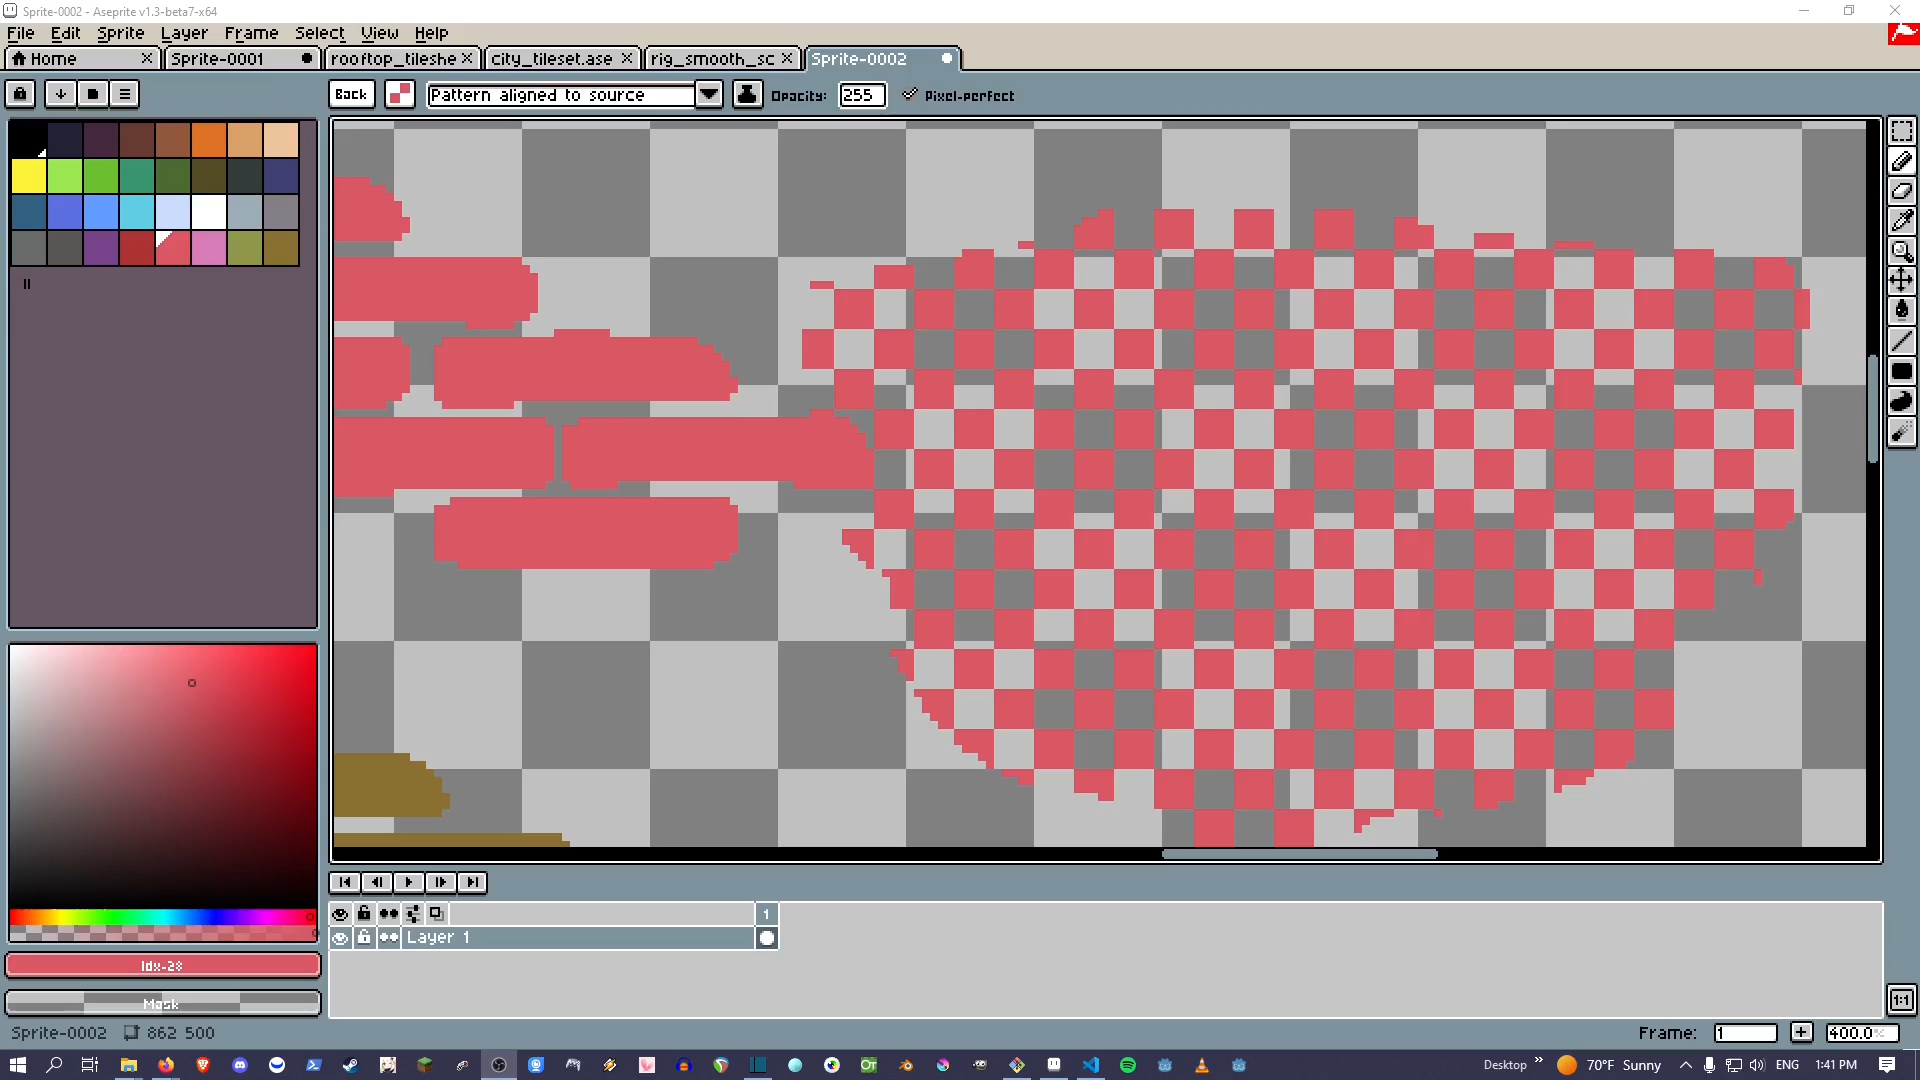 Sprite-0002 - Aseprite v1.3-beta7-x64
File Edit Sprite Layer Frame Select View Help
Home Sprite-0001 rooftop_tileshe city_tileset.ase rig_smooth_sc Sprite-0002
Back Pattern aligned to source Opacity: 255 Pixel-perfect
1
Layer 1
Idx-28
Mask
1:1
Sprite-0002 862 500 Frame: 1 + 400.0%
Desktop 70°F Sunny ENG 1:41 PM